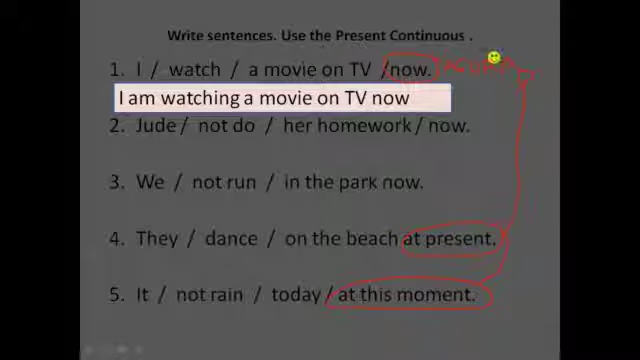 Write sentences. Use the Present Continuous .
1. I / watch / a movie on TV /now.
I am watching a movie on TV now
2. Jude / not do / her homework / now.
3. We / not run / in the park now.
4. They / dance / on the beach at present.
5. It / not rain / today / at this moment.